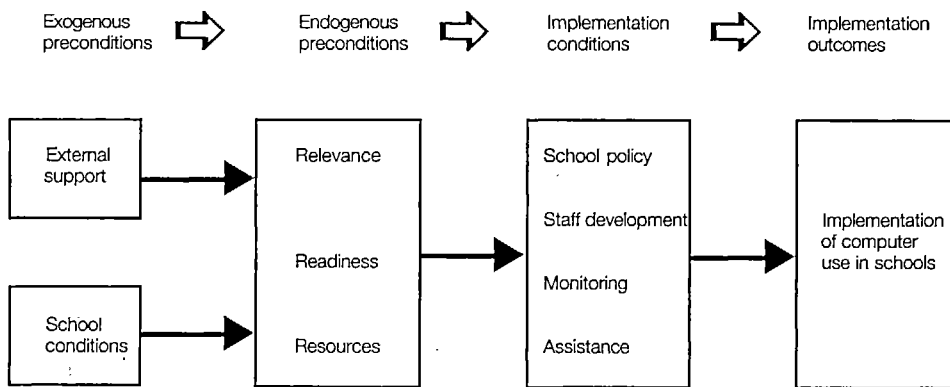 Exogenous
preconditions
Endogenous
preconditions
Implementation
conditions
Implementation
outcomes
External
support
School
conditions
Relevance
Readiness
Resources
School policy
Staff development
Monitoring
Assistance
Implementation
of computer
use in schools